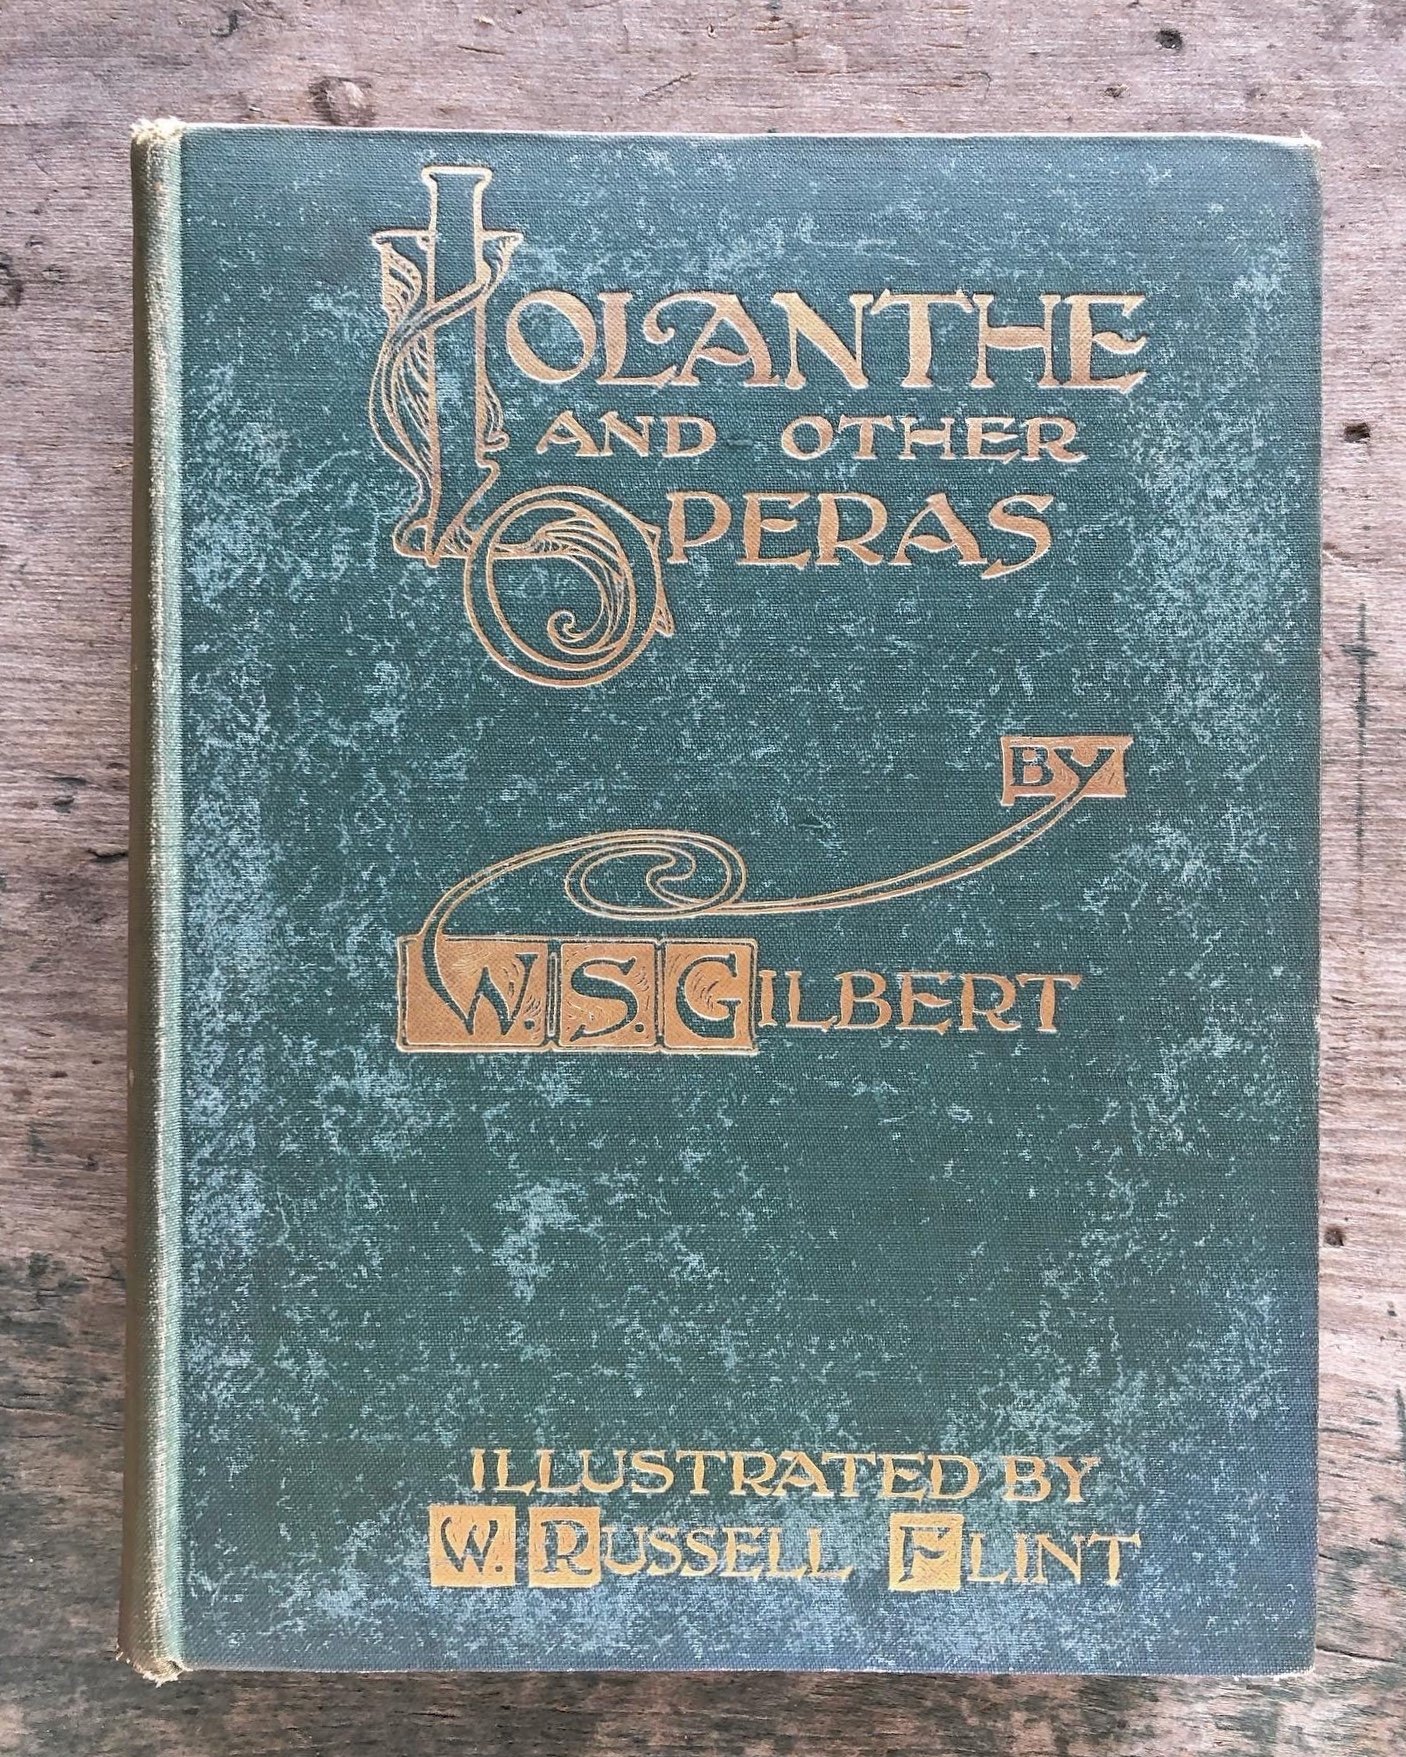 IOLANTHE
AND OTHER
OPERAS
BY
W.S.GILBERT
ILLUSTRATED BY
W. RUSSELL FLINT